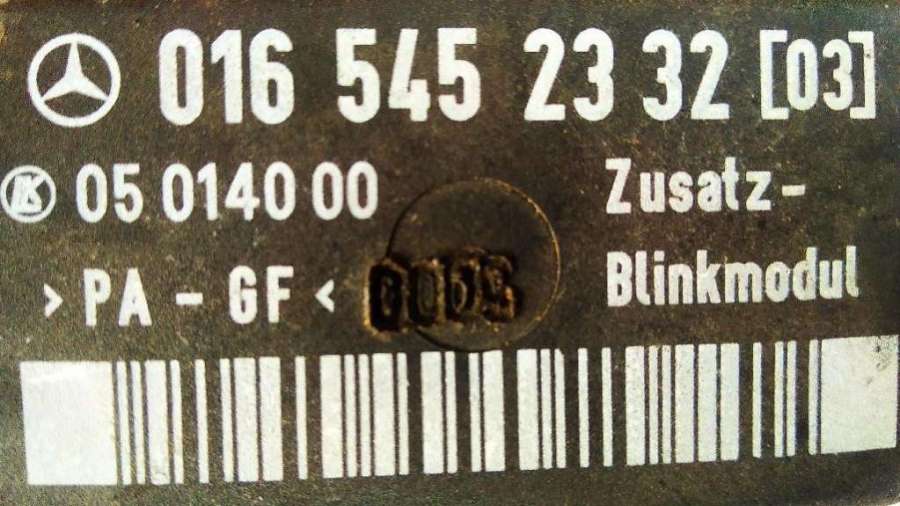 016 545 23 32 [03]
05 0140 00
Zusatz-
Blinkmodul
>PA-GF<